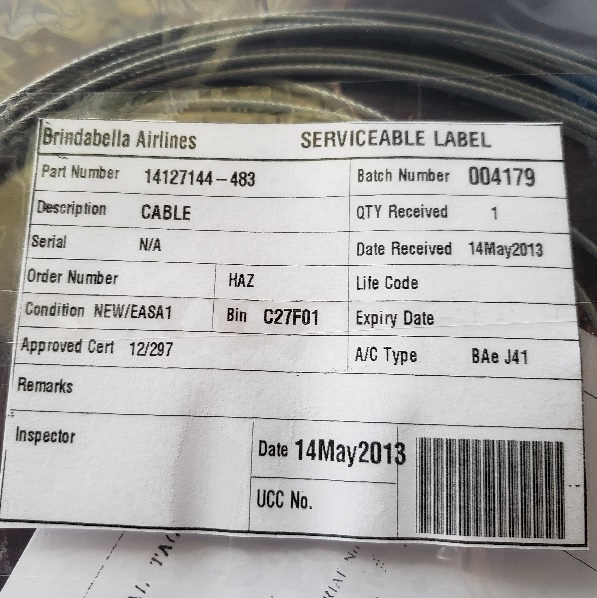 Brindabella Airlines SERVICEABLE LABEL
Part Number 14127144-483 Batch Number 004179
Description CABLE QTY Received 1
Serial N/A Date Received 14May2013
Order Number HAZ Life Code
Condition NEW/EASA1 Bin C27F01 Expiry Date
Approved Cert 12/297 A/C Type BAe J41
Remarks
Inspector Date 14May2013
UCC No.